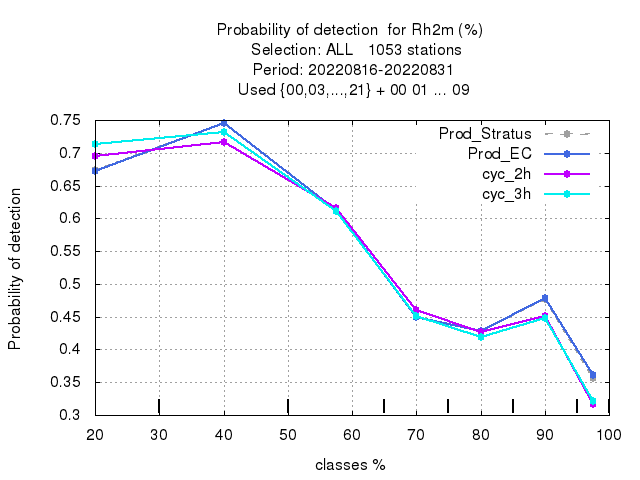 Probability of detection  for Rh2m (%)
Selection: ALL   1053 stations
Period: 20220816-20220831
Used {00,03,...,21} + 00 01 ... 09
0.75
0.7
0.65
0.6
0.55
0.5
0.45
0.4
0.35
0.3
Probability of detection
Prod_Stratus
Prod_EC
cyc_2h
cyc_3h
20 30 40 50 60 70 80 90 100
classes %